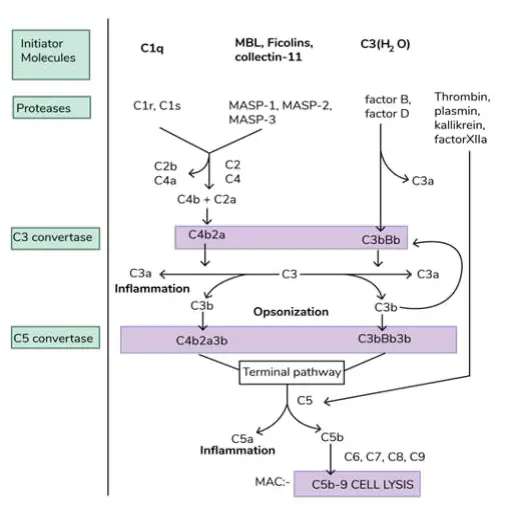 Initiator
Molecules
C1q
MBL, Ficolins,
collectin-11
C3(H₂ O)
Proteases
C1r, C1s
MASP-1, MASP-2,
MASP-3
factor B,
factor D
Thrombin,
plasmin,
kallikrein,
factorXIIa
C2b
C4a
C2
C4
C3a
C4b + C2a
C3 convertase
C4b2a
C3bBb
C3a
C3
C3a
Inflammation
C3b
Opsonization
C3b
C5 convertase
C4b2a3b
C3bBb3b
Terminal pathway
C5
C5a
C5b
Inflammation
C6, C7, C8, C9
MAC:-
C5b-9 CELL LYSIS